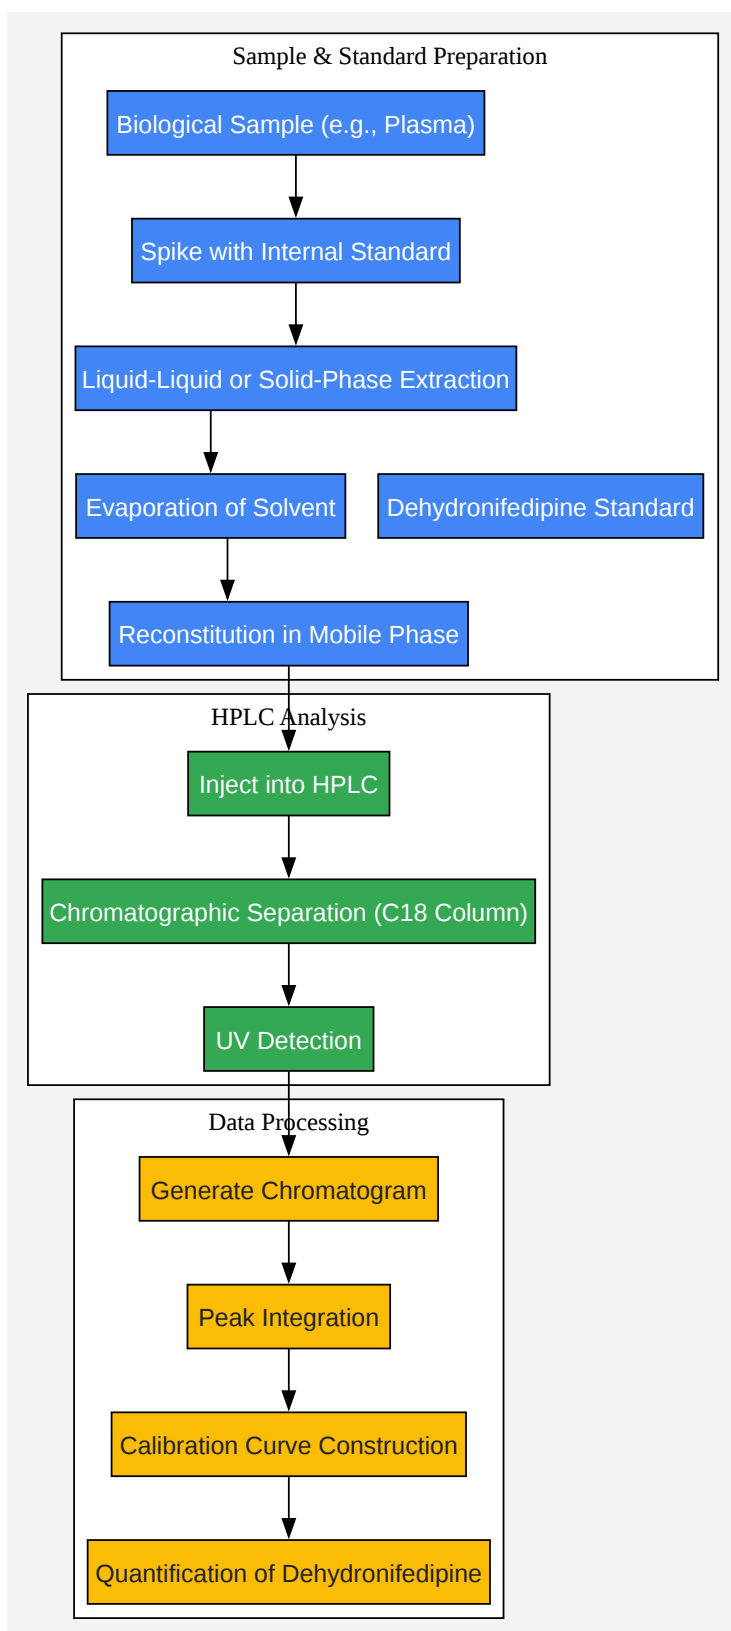 Sample & Standard Preparation
Biological Sample (e.g., Plasma)
Spike with Internal Standard
Liquid-Liquid or Solid-Phase Extraction
Evaporation of Solvent
Dehydronifedipine Standard
Reconstitution in Mobile Phase
HPLC Analysis
Inject into HPLC
Chromatographic Separation (C18 Column)
UV Detection
Data Processing
Generate Chromatogram
Peak Integration
Calibration Curve Construction
Quantification of Dehydronifedipine